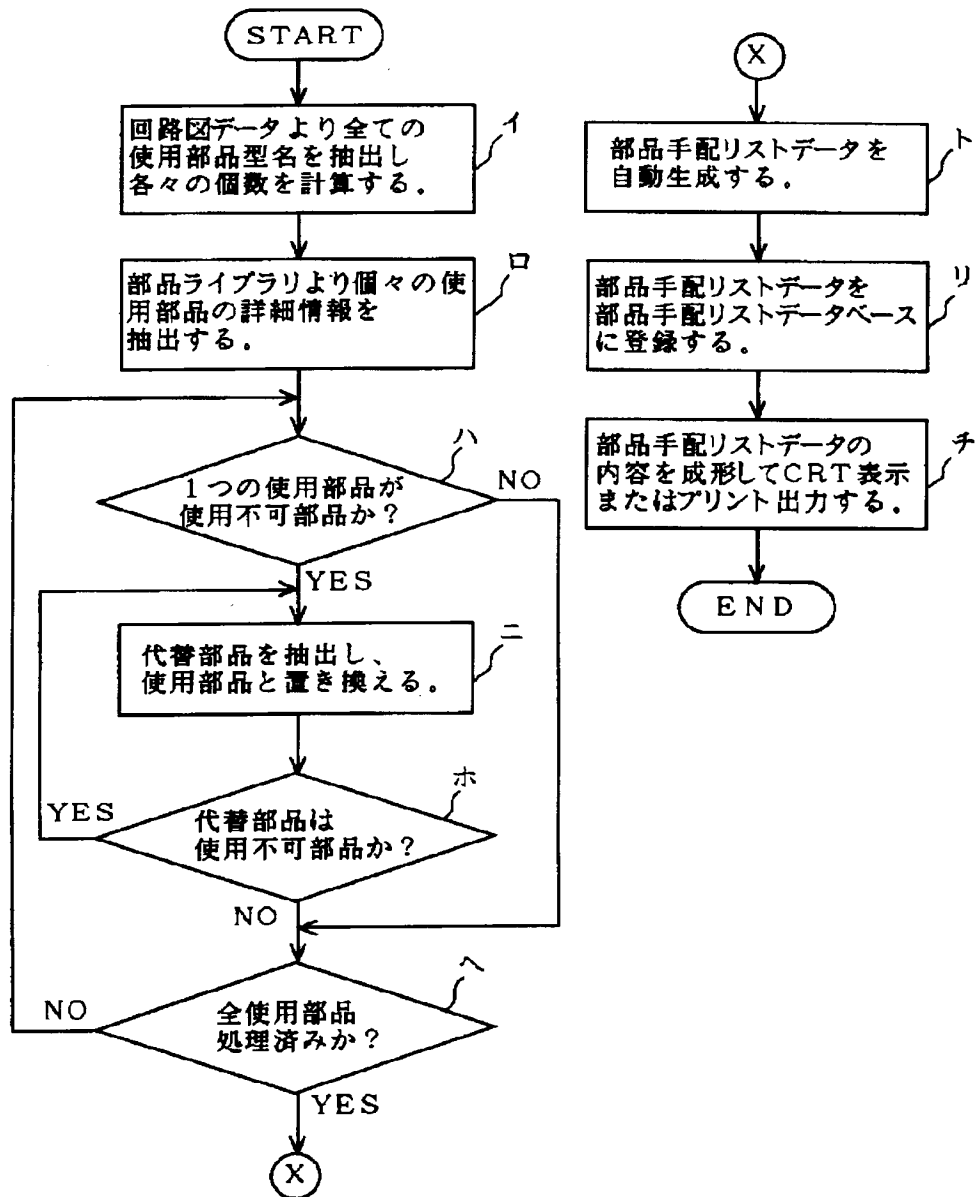 START
回路図データより全ての
使用部品型名を抽出し
各々の個数を計算する。
イ
部品ライブラリより個々の使
用部品の詳細情報を
抽出する。
ロ
1つの使用部品が
使用不可部品か?
ハ
NO
YES
代替部品を抽出し、
使用部品と置き換える。
ニ
代替部品は
使用不可部品か?
ホ
YES
NO
全使用部品
処理済みか?
ヘ
NO
YES
X
X
部品手配リストデータを
自動生成する。
ト
部品手配リストデータを
部品手配リストデータベース
に登録する。
リ
部品手配リストデータの
内容を成形してCRT表示
またはプリント出力する。
チ
END